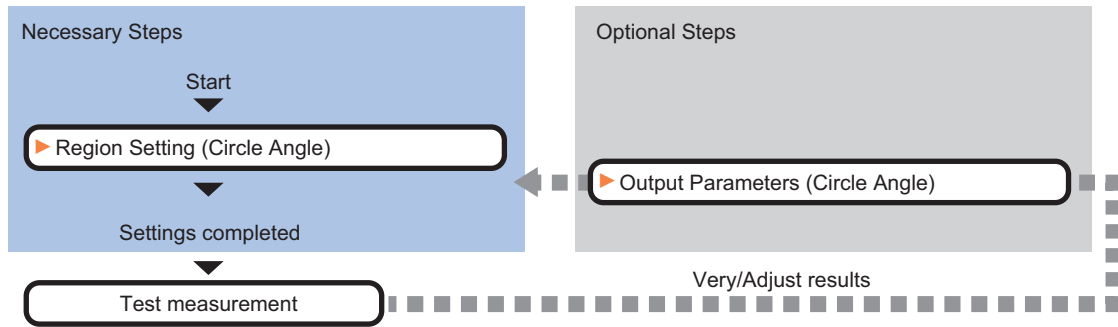 Necessary Steps
Start
Region Setting (Circle Angle)
Settings completed
Test measurement
Optional Steps
Output Parameters (Circle Angle)
Very/Adjust results